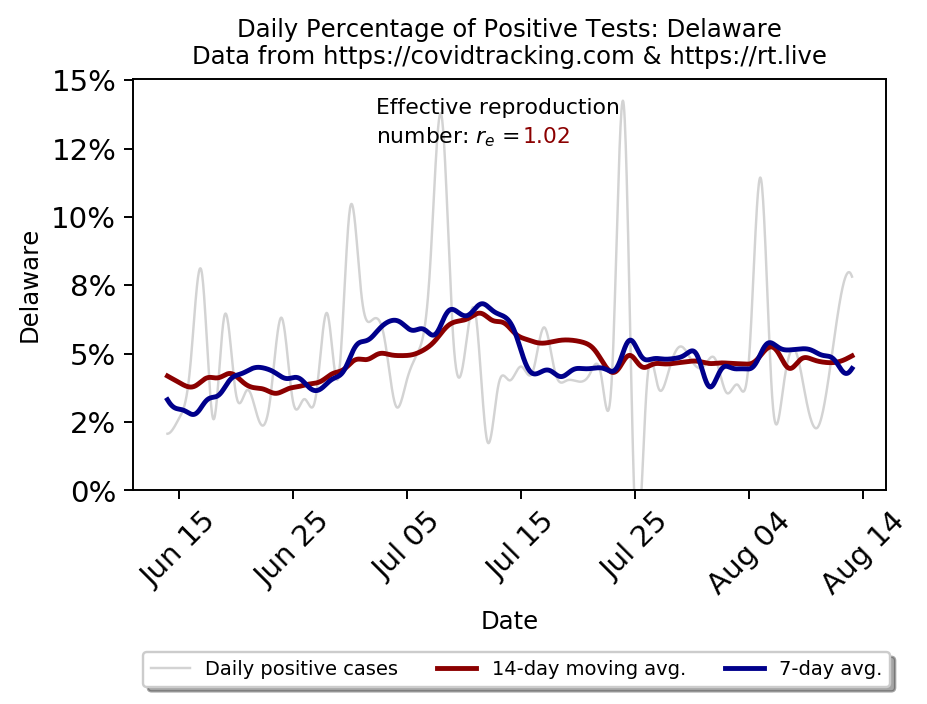 Daily Percentage of Positive Tests: Delaware
Data from https://covidtracking.com & https://rt.live
15%
Effective reproduction
number: rₑ =1.02
12%
10%
8%
5%
2%
0%
Delaware
Jun 15
Jun 25
Jul 05
Jul 15
Jul 25
Aug 04
Aug 14
Date
Daily positive cases
14-day moving avg.
7-day avg.